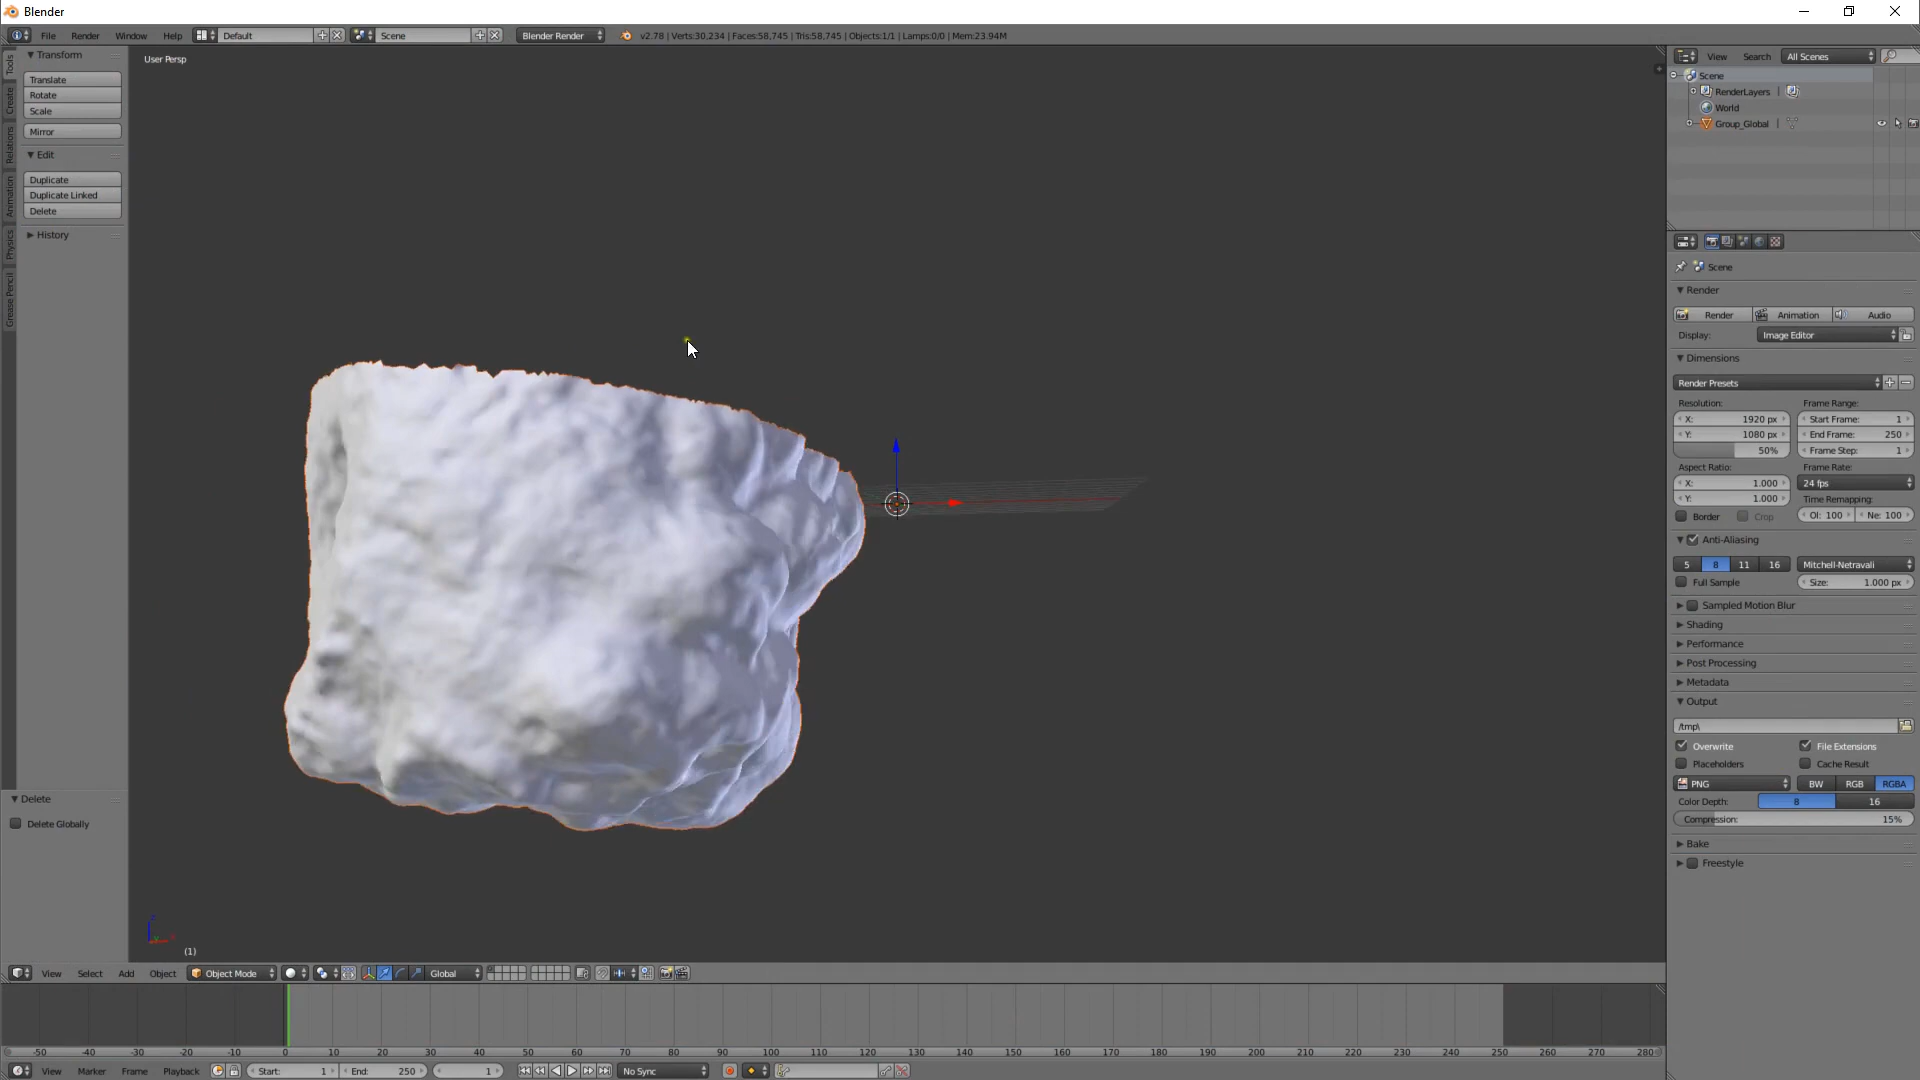 Blender
File Render Window Help Default Scene Blender Render v2.78 | Verts:30,234 | Faces:58,745 | Tris:58,745 | Objects:1/1 | Lamps:0/0 | Mem:23.94M
Tools
Create
Relations
Animation
Physics
Grease Pencil
Transform
Translate
Rotate
Scale
Mirror
Edit
Duplicate
Duplicate Linked
Delete
History
Delete
Delete Globally
User Persp
(1)
View Select Add Object Object Mode Global
-50 -40 -30 -20 -10 0 10 20 30 40 50 60 70 80 90 100 110 120 130 140 150 160 170 180 190 200 210 220 230 240 250 260 270 280
View Marker Frame Playback Start: 1 End: 250 1 No Sync
View Search All Scenes
Scene
RenderLayers |
World
Group_Global |
Scene
Render
Render Animation Audio
Display: Image Editor
Dimensions
Render Presets
Resolution: Frame Range:
X: 1920 px Start Frame: 1
Y: 1080 px End Frame: 250
50% Frame Step: 1
Aspect Ratio: Frame Rate:
X: 1.000 24 fps
Y: 1.000 Time Remapping:
Border Crop Ol: 100 Ne: 100
Anti-Aliasing
5 8 11 16 Mitchell-Netravali
Full Sample Size: 1.000 px
Sampled Motion Blur
Shading
Performance
Post Processing
Metadata
Output
/tmp\
Overwrite File Extensions
Placeholders Cache Result
PNG BW RGB RGBA
Color Depth: 8 16
Compression: 15%
Bake
Freestyle